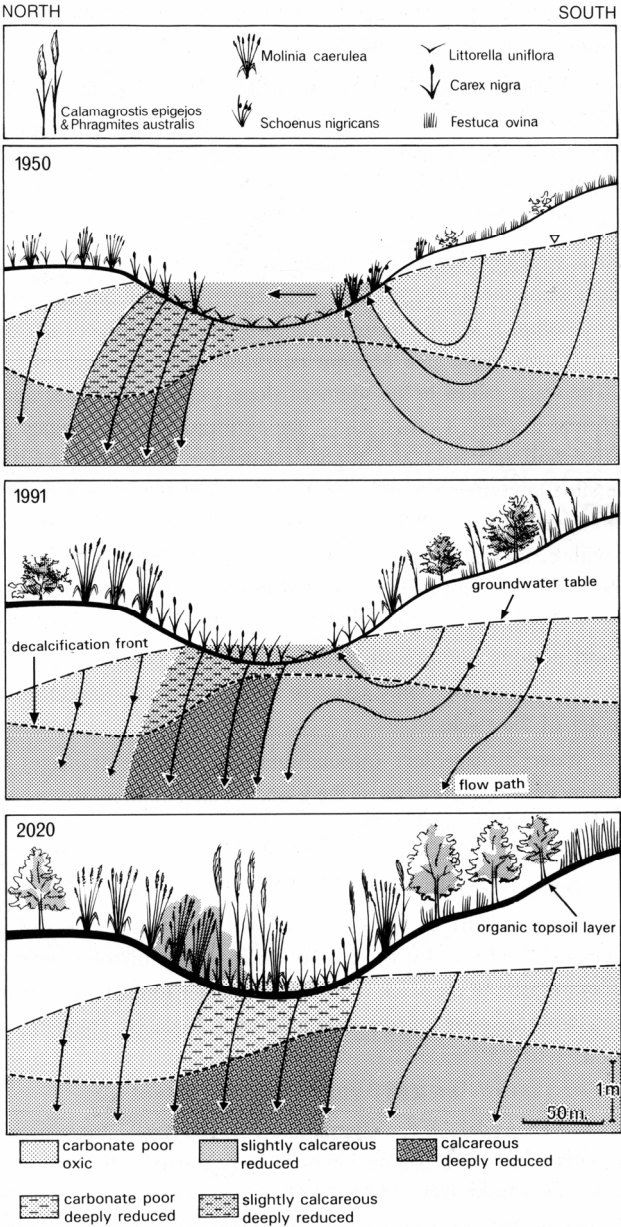 NORTH
SOUTH
Calamagrostis epigejos
& Phragmites australis
Molinia caerulea
Schoenus nigricans
Littorella uniflora
Carex nigra
Festuca ovina
1950
1991
groundwater table
decalcification front
flow path
2020
organic topsoil layer
1m
50m.
carbonate poor
oxic
slightly calcareous
reduced
calcareous
deeply reduced
carbonate poor
deeply reduced
slightly calcareous
deeply reduced